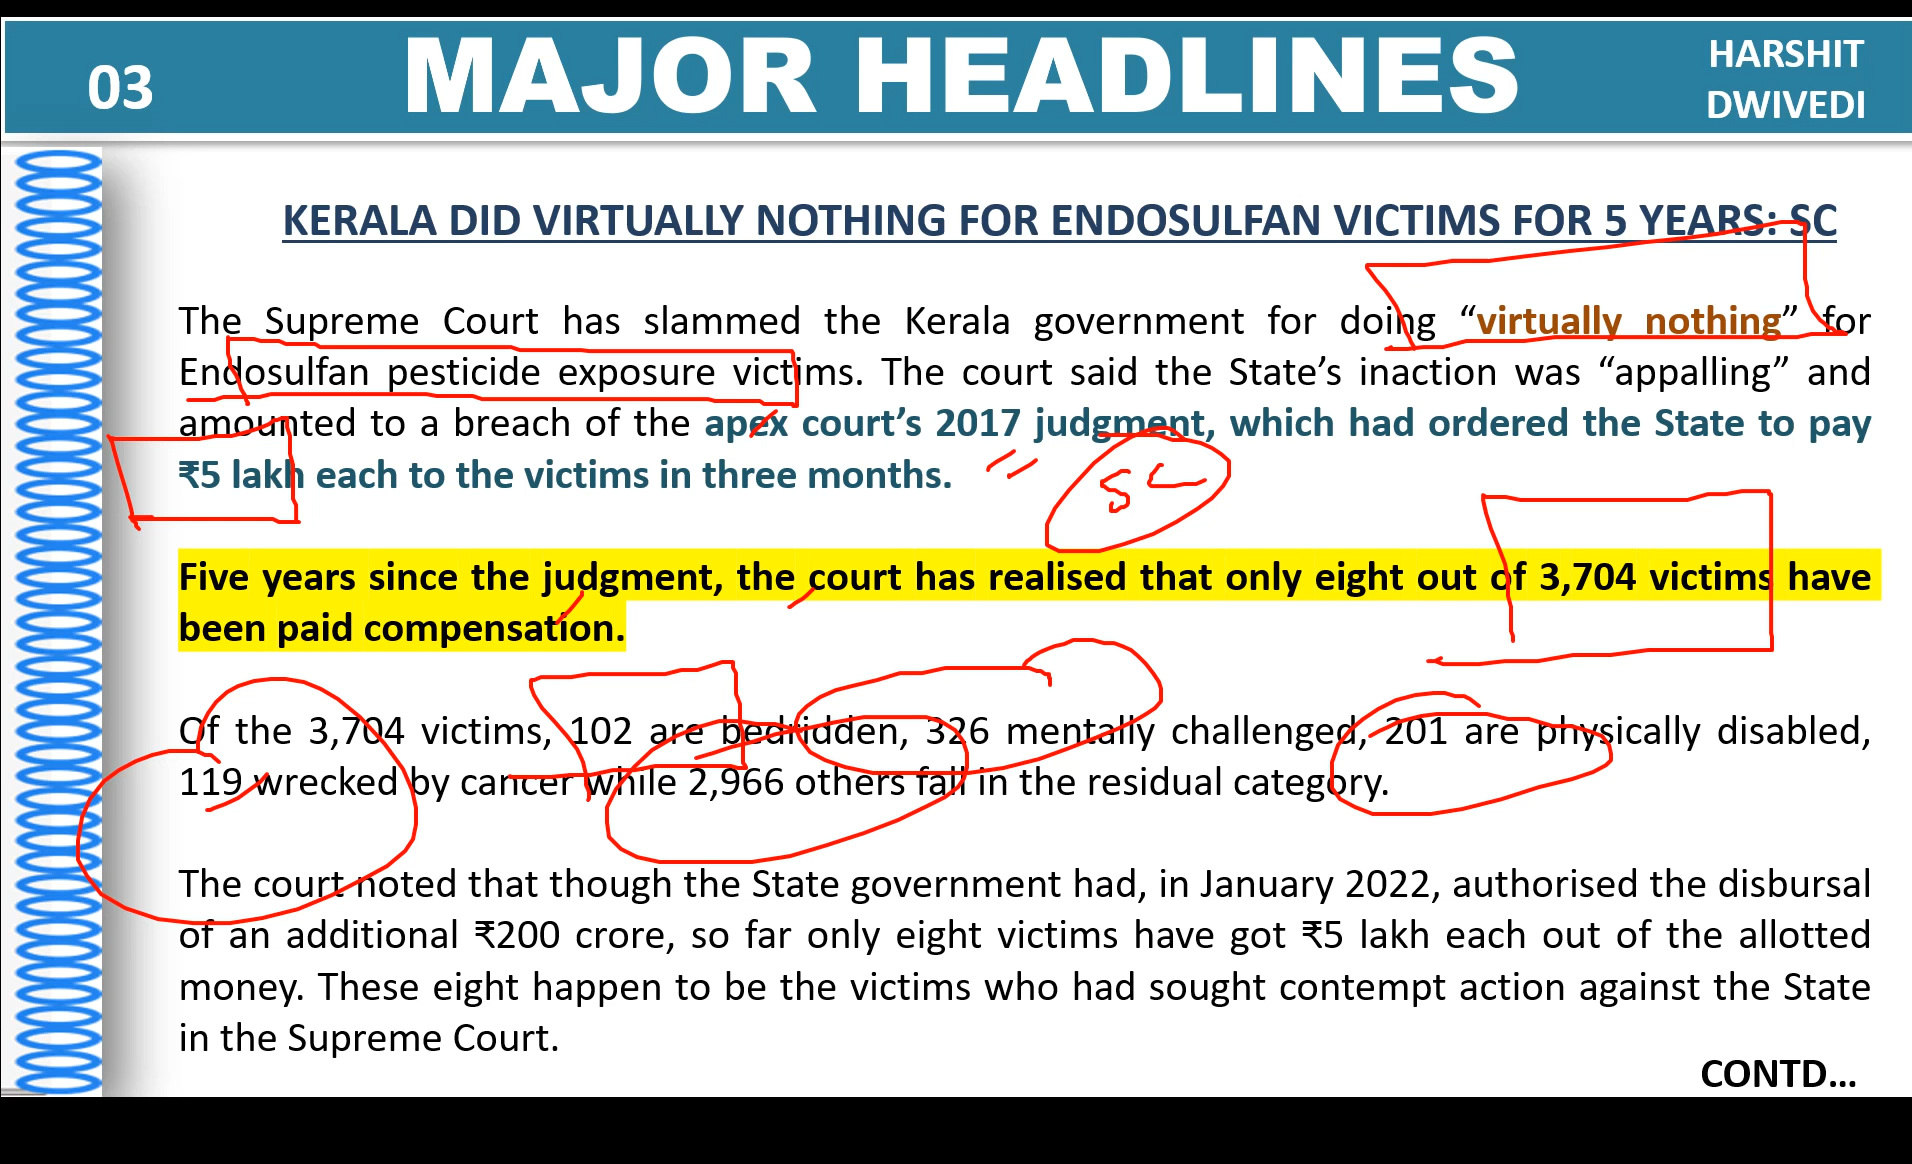 03
MAJOR HEADLINES
HARSHIT
DWIVEDI
KERALA DID VIRTUALLY NOTHING FOR ENDOSULFAN VICTIMS FOR 5 YEARS: SC
The Supreme Court has slammed the Kerala government for doing “virtually nothing” for
Endosulfan pesticide exposure victims. The court said the State’s inaction was “appalling” and
amounted to a breach of the apex court’s 2017 judgment, which had ordered the State to pay
₹5 lakh each to the victims in three months.
SC
Five years since the judgment, the court has realised that only eight out of 3,704 victims have
been paid compensation.
Of the 3,704 victims, 102 are bedridden, 326 mentally challenged, 201 are physically disabled,
119 wrecked by cancer while 2,966 others fall in the residual category.
The court noted that though the State government had, in January 2022, authorised the disbursal
of an additional ₹200 crore, so far only eight victims have got ₹5 lakh each out of the allotted
money. These eight happen to be the victims who had sought contempt action against the State
in the Supreme Court.
CONTD...